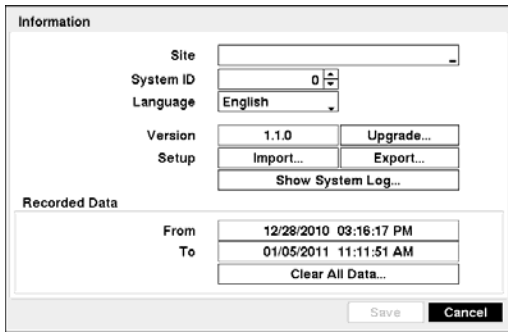 Information
Site
System ID 0
Language English
Version 1.1.0 Upgrade...
Setup Import... Export...
Show System Log...
Recorded Data
From 12/28/2010 03:16:17 PM
To 01/05/2011 11:11:51 AM
Clear All Data...
Save Cancel